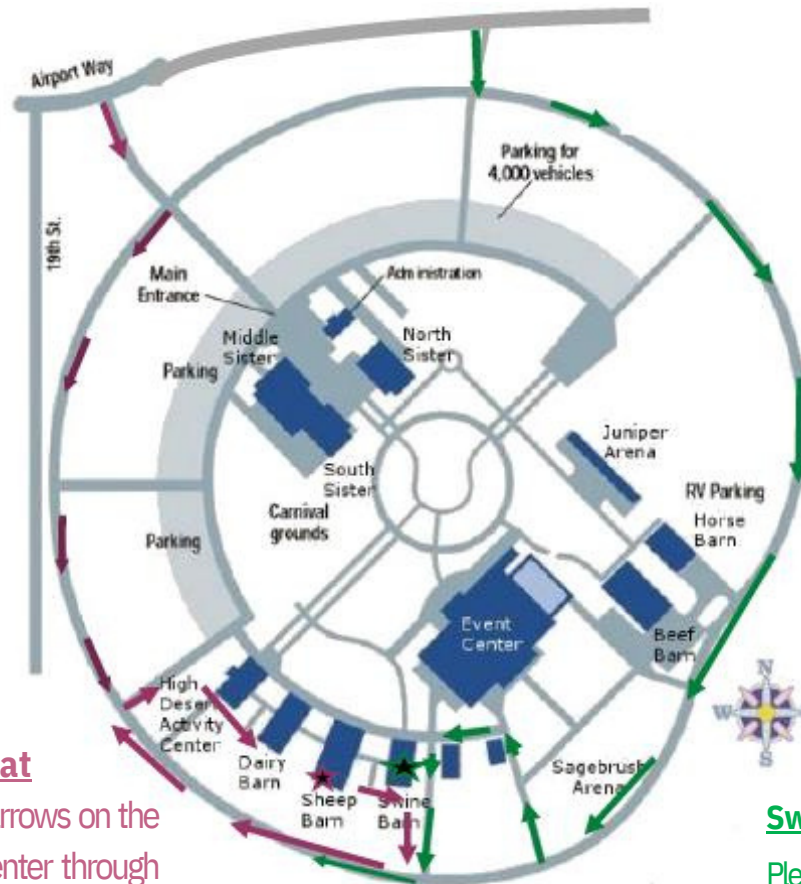 Airport Way
19th St.
Parking for
4,000 vehicles
Main
Entrance
Administration
Middle
Sister
North
Sister
Parking
South
Sister
Juniper
Arena
RV Parking
Horse
Barn
Carnival
grounds
Parking
Event
Center
Beef
Barn
N
W
S
High
Desert
Activity
Center
Dairy
Barn
Sheep
Barn
Swine
Barn
Sagebrush
Arena
at
rrows on the
enter through
Sw
Ple